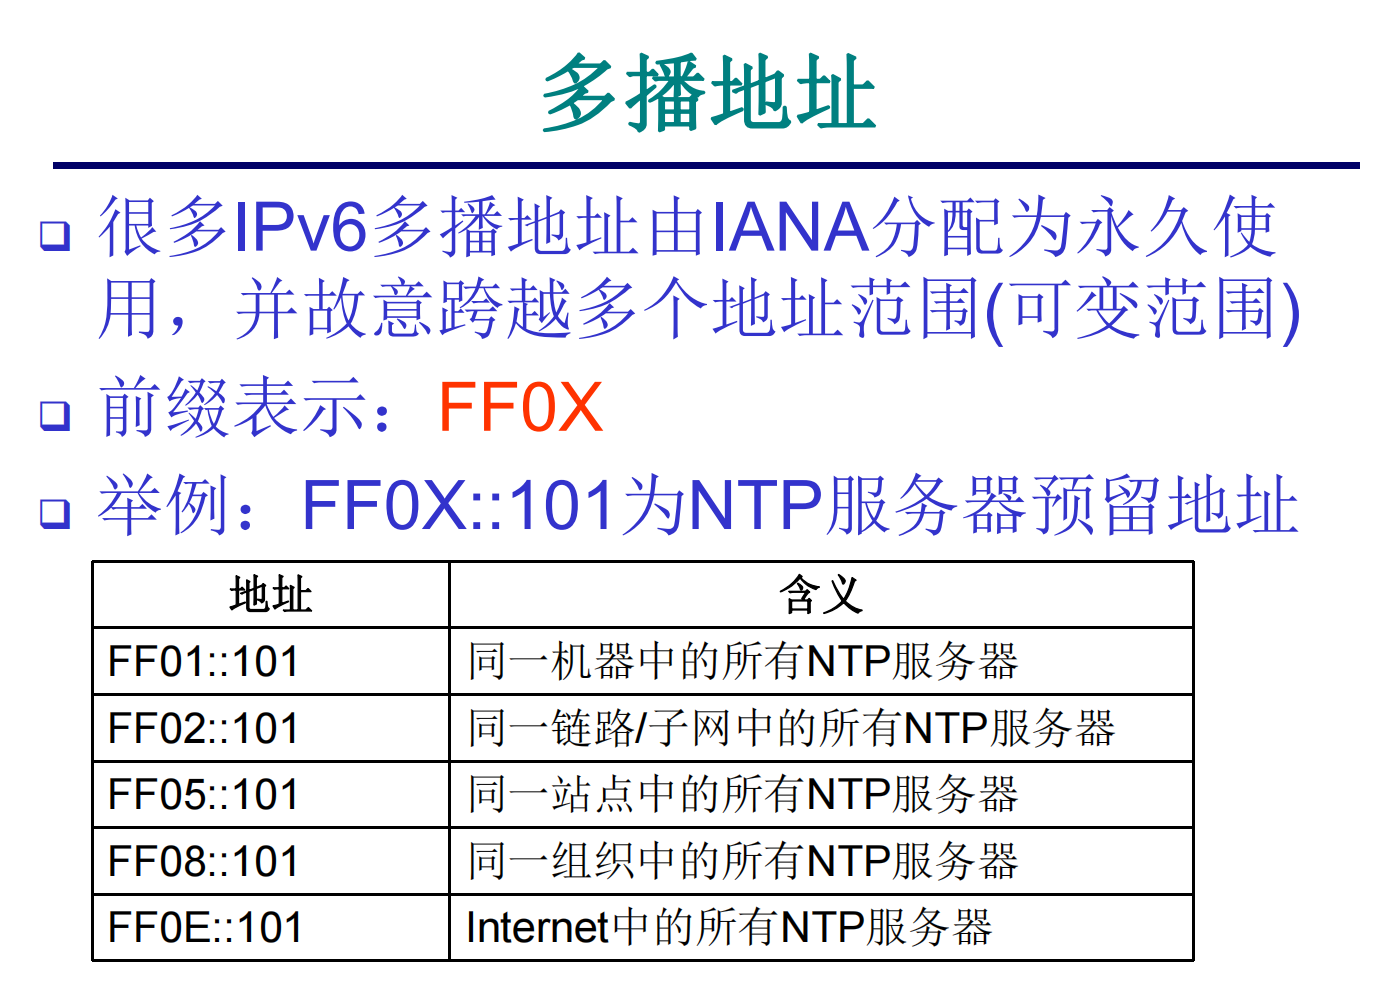 多播地址
很多IPv6多播地址由IANA分配为永久使
用，并故意跨越多个地址范围(可变范围)
前缀表示：FF0X
举例：FF0X::101为NTP服务器预留地址
地址 含义
FF01::101 同一机器中的所有NTP服务器
FF02::101 同一链路/子网中的所有NTP服务器
FF05::101 同一站点中的所有NTP服务器
FF08::101 同一组织中的所有NTP服务器
FF0E::101 Internet中的所有NTP服务器